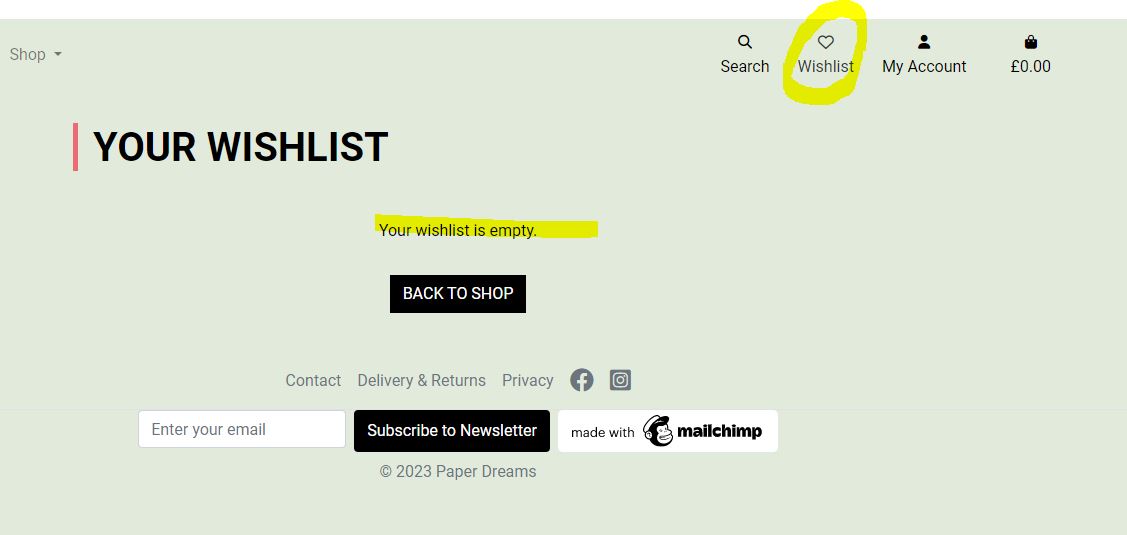 Shop
Search Wishlist My Account £0.00
YOUR WISHLIST
Your wishlist is empty.
BACK TO SHOP
Contact Delivery & Returns Privacy
Enter your email Subscribe to Newsletter made with mailchimp
© 2023 Paper Dreams